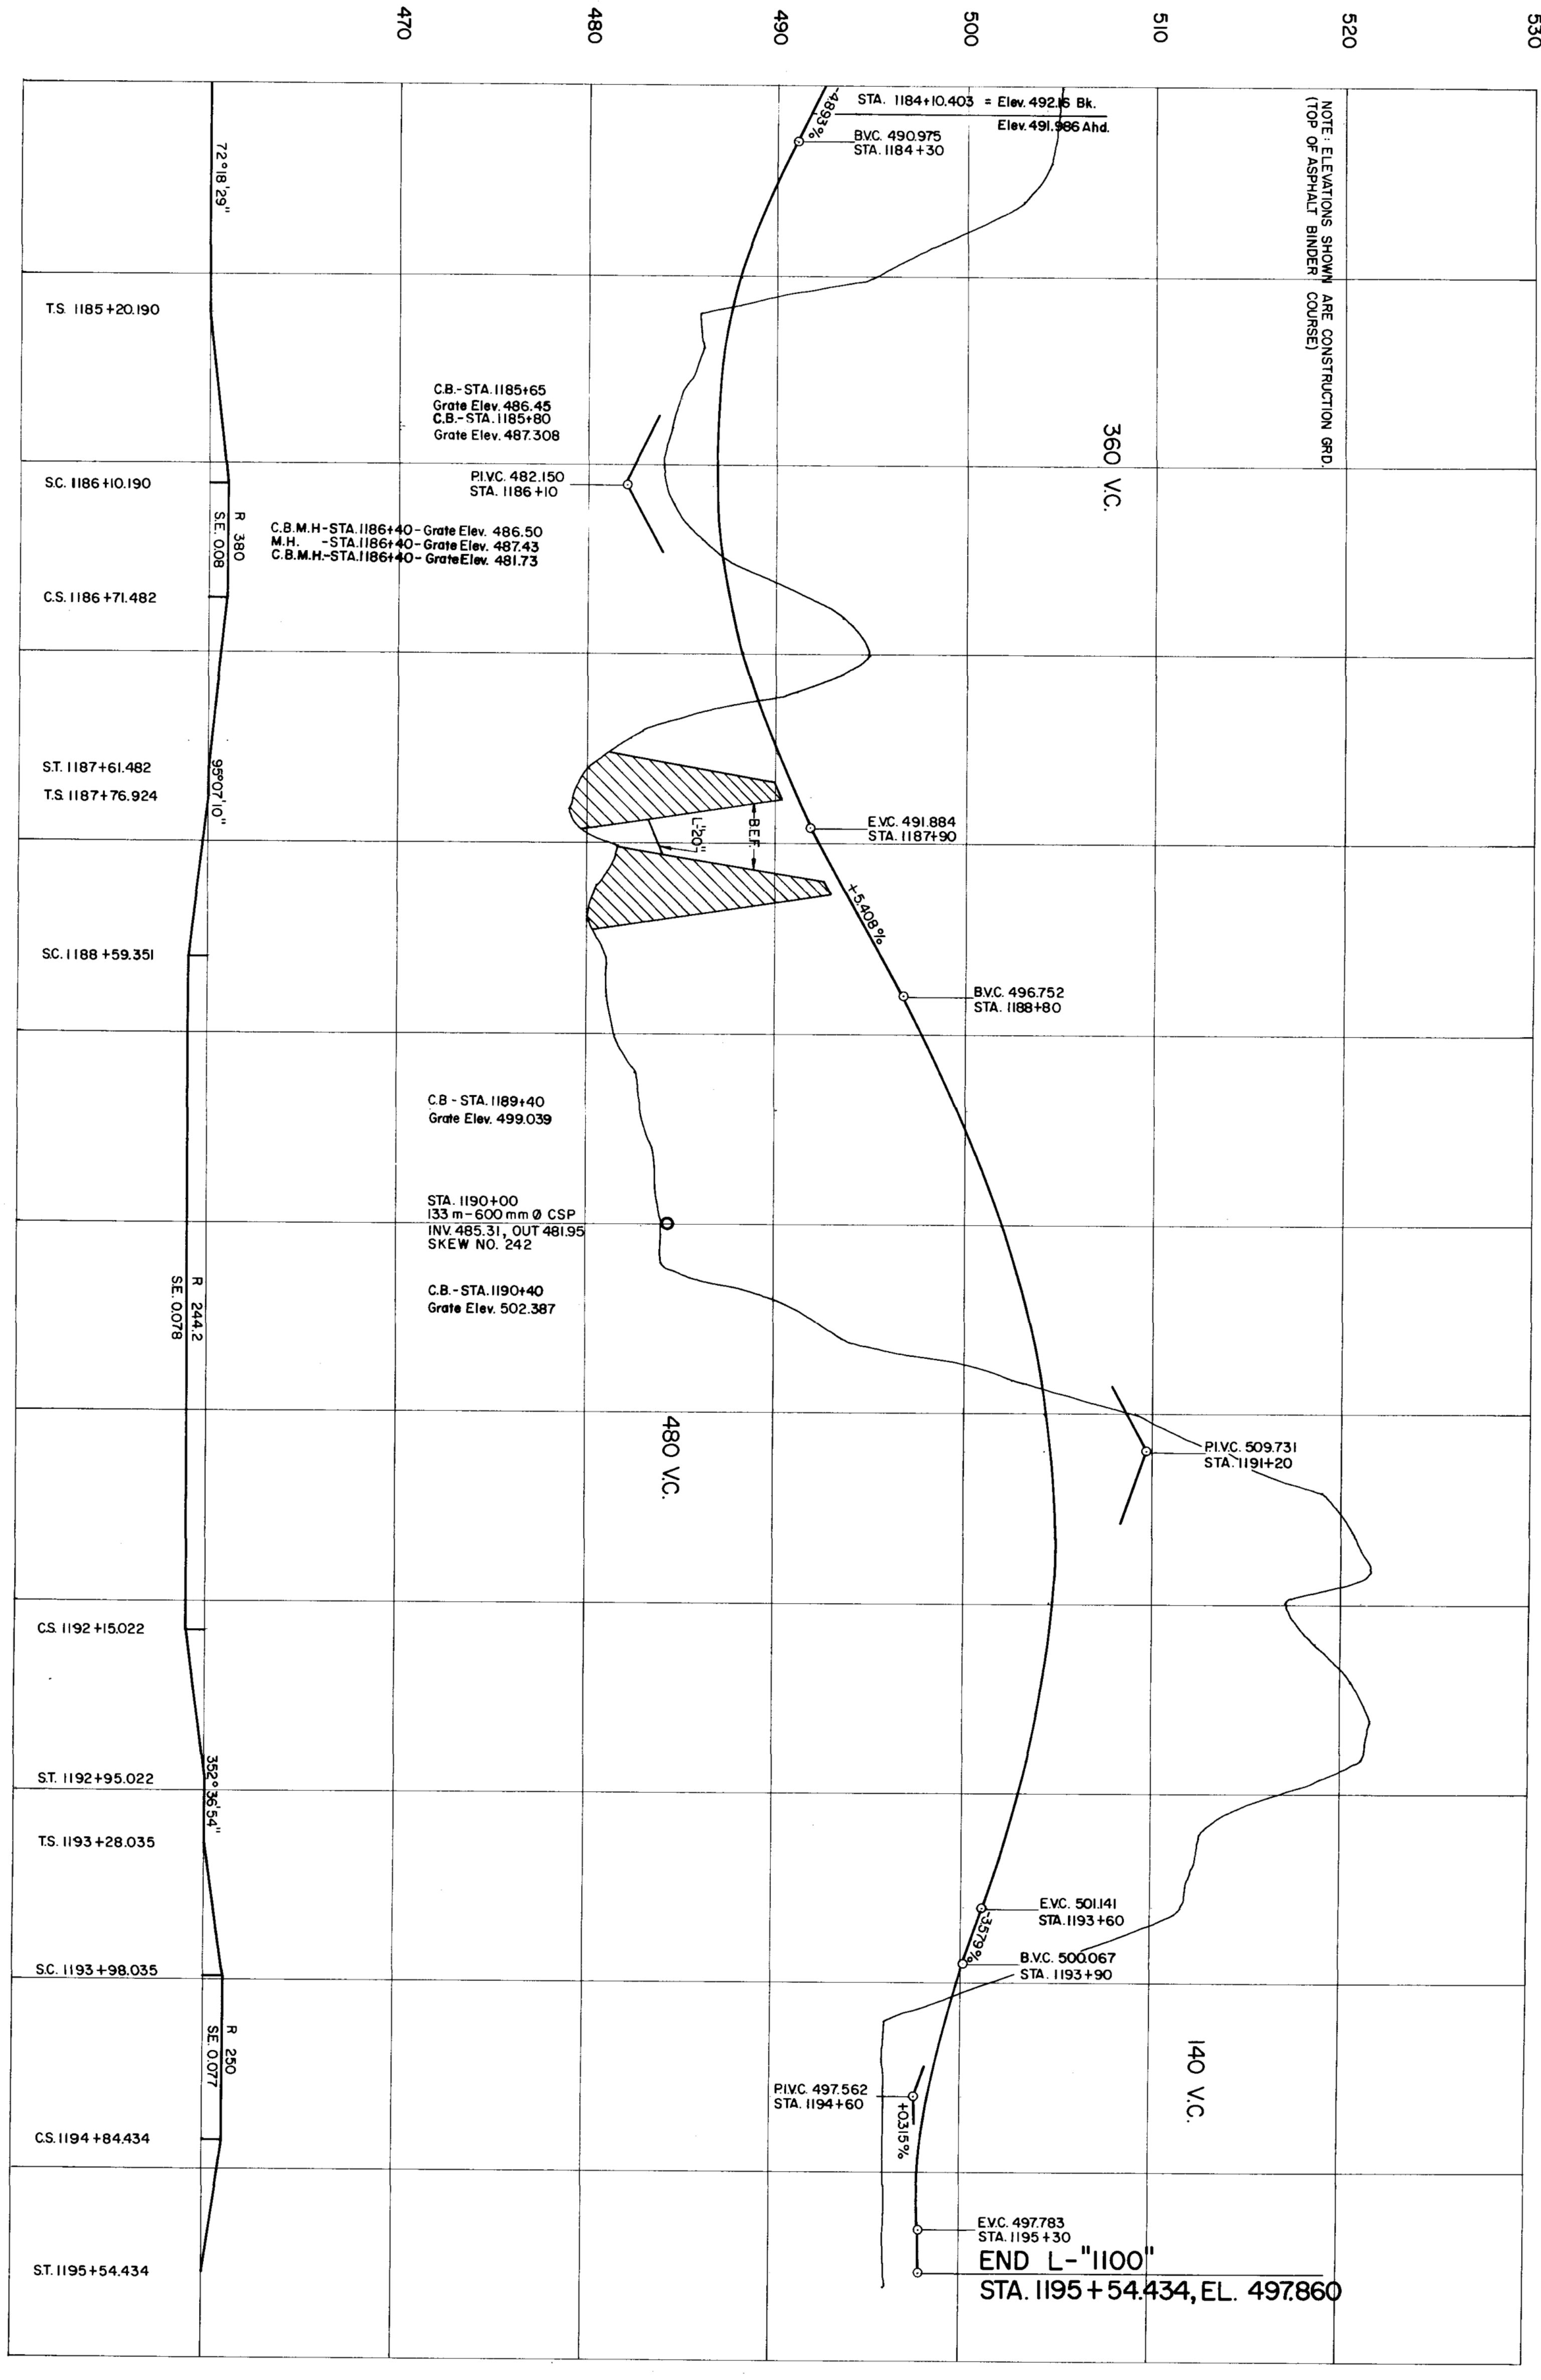 470
480
490
500
510
520
530
NOTE: ELEVATIONS SHOWN ARE CONSTRUCTION GRD.
(TOP OF ASPHALT BINDER COURSE)
-4.893%
STA. 1184+10.403 = Elev. 492.16 Bk.
Elev. 491.986 Ahd.
B.V.C. 490.975
STA. 1184+30
72°18'29"
T.S. 1185+20.190
C.B.-STA. 1185+65
Grate Elev. 486.45
C.B.-STA. 1185+80
Grate Elev. 487.308
360 V.C.
S.C. 1186+10.190
P.I.V.C. 482.150
STA. 1186+10
R 380
S.E. 0.08
C.B.M.H-STA. 1186+40-Grate Elev. 486.50
M.H. -STA. 1186+40-Grate Elev. 487.43
C.B.M.H.-STA. 1186+40-Grate Elev. 481.73
C.S. 1186+71.482
S.T. 1187+61.482
95°07'10"
T.S. 1187+76.924
L-"20"
B.E.F.
E.V.C. 491.884
STA. 1187+90
+5.408%
S.C. 1188+59.351
B.V.C. 496.752
STA. 1188+80
C.B - STA. 1189+40
Grate Elev. 499.039
STA. 1190+00
133 m-600 mm Ø CSP
INV. 485.31, OUT 481.95
SKEW NO. 242
C.B.-STA. 1190+40
Grate Elev. 502.387
R 244.2
S.E. 0.078
480 V.C.
P.I.V.C. 509.731
STA. 1191+20
C.S. 1192+15.022
S.T. 1192+95.022
352°36'54"
T.S. 1193+28.035
E.V.C. 501.141
STA. 1193+60
-3.579%
B.V.C. 500.067
STA. 1193+90
S.C. 1193+98.035
R 250
S.E. 0.077
140 V.C.
P.I.V.C. 497.562
STA. 1194+60
+0.315%
C.S. 1194+84.434
E.V.C. 497.783
STA. 1195+30
END L-"1100"
STA. 1195+54.434, EL. 497.860
S.T. 1195+54.434